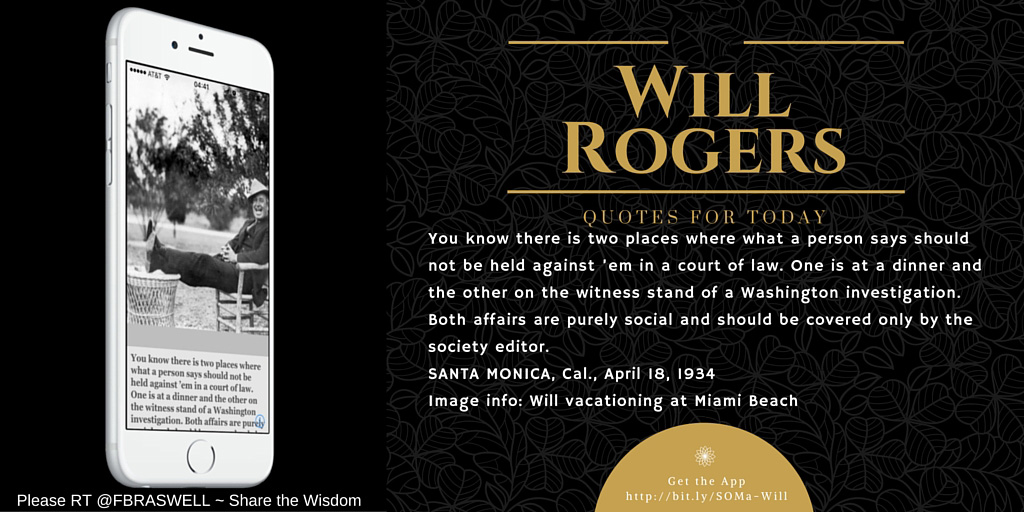 ●●●●● AT&T
04:41
You know there is two places where
what a person says should not be
held against 'em in a court of law.
One is at a dinner and the other on
the witness stand of a Washington
investigation. Both affairs are purely
Please RT @FBRASWELL ~ Share the Wisdom
WILL
ROGERS
QUOTES FOR TODAY
You know there is two places where what a person says should
not be held against 'em in a court of law. One is at a dinner and
the other on the witness stand of a Washington investigation.
Both affairs are purely social and should be covered only by the
society editor.
SANTA MONICA, Cal., April 18, 1934
Image info: Will vacationing at Miami Beach
Get the App
http://bit.ly/SOMa-Will